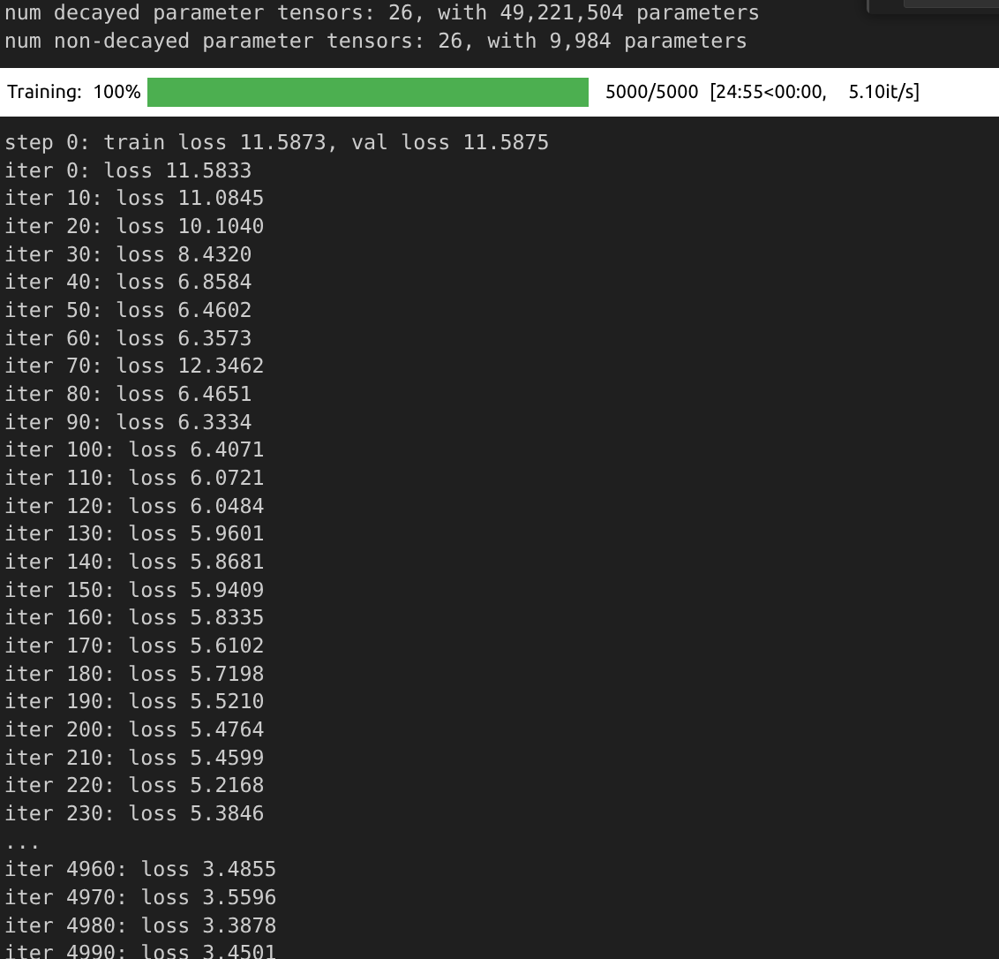 num decayed parameter tensors: 26, with 49,221,504 parameters
num non-decayed parameter tensors: 26, with 9,984 parameters
Training: 100% 5000/5000 [24:55<00:00, 5.10it/s]
step 0: train loss 11.5873, val loss 11.5875
iter 0: loss 11.5833
iter 10: loss 11.0845
iter 20: loss 10.1040
iter 30: loss 8.4320
iter 40: loss 6.8584
iter 50: loss 6.4602
iter 60: loss 6.3573
iter 70: loss 12.3462
iter 80: loss 6.4651
iter 90: loss 6.3334
iter 100: loss 6.4071
iter 110: loss 6.0721
iter 120: loss 6.0484
iter 130: loss 5.9601
iter 140: loss 5.8681
iter 150: loss 5.9409
iter 160: loss 5.8335
iter 170: loss 5.6102
iter 180: loss 5.7198
iter 190: loss 5.5210
iter 200: loss 5.4764
iter 210: loss 5.4599
iter 220: loss 5.2168
iter 230: loss 5.3846
...
iter 4960: loss 3.4855
iter 4970: loss 3.5596
iter 4980: loss 3.3878
iter 4990: loss 3.4501